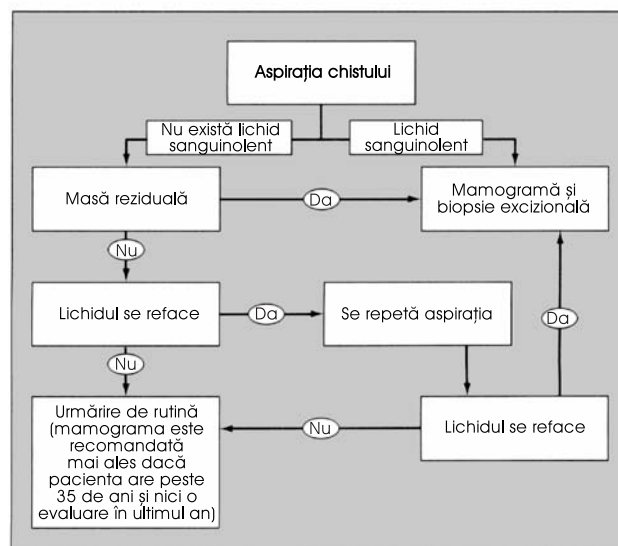 Aspirația chistului
Nu există lichid
sanguinolent
Lichid
sanguinolent
Masă reziduală
Da
Mamogramă și
biopsie excizională
Nu
Lichidul se reface
Da
Se repetă aspirația
Da
Nu
Urmărire de rutină
(mamograma este
recomandată
mai ales dacă
pacienta are peste
35 de ani și nici o
evaluare în ultimul an)
Nu
Lichidul se reface